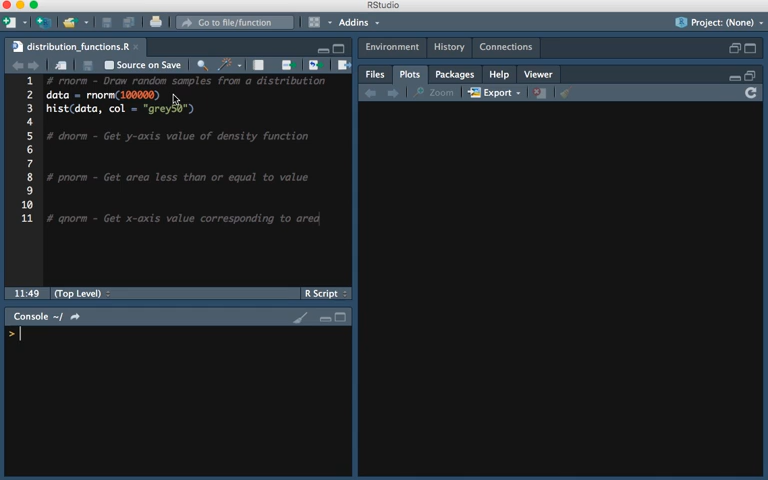 RStudio
Go to file/function
Addins
Project: (None)
distribution_functions.R
Source on Save
1 # rnorm - Draw random samples from a distribution
2 data = rnorm(100000)
3 hist(data, col = "grey50")
4
5 # dnorm - Get y-axis value of density function
6
7
8 # pnorm - Get area less than or equal to value
9
10
11 # qnorm - Get x-axis value corresponding to area
11:49 (Top Level) R Script
Console ~/
>
Environment History Connections
Files Plots Packages Help Viewer
Zoom Export